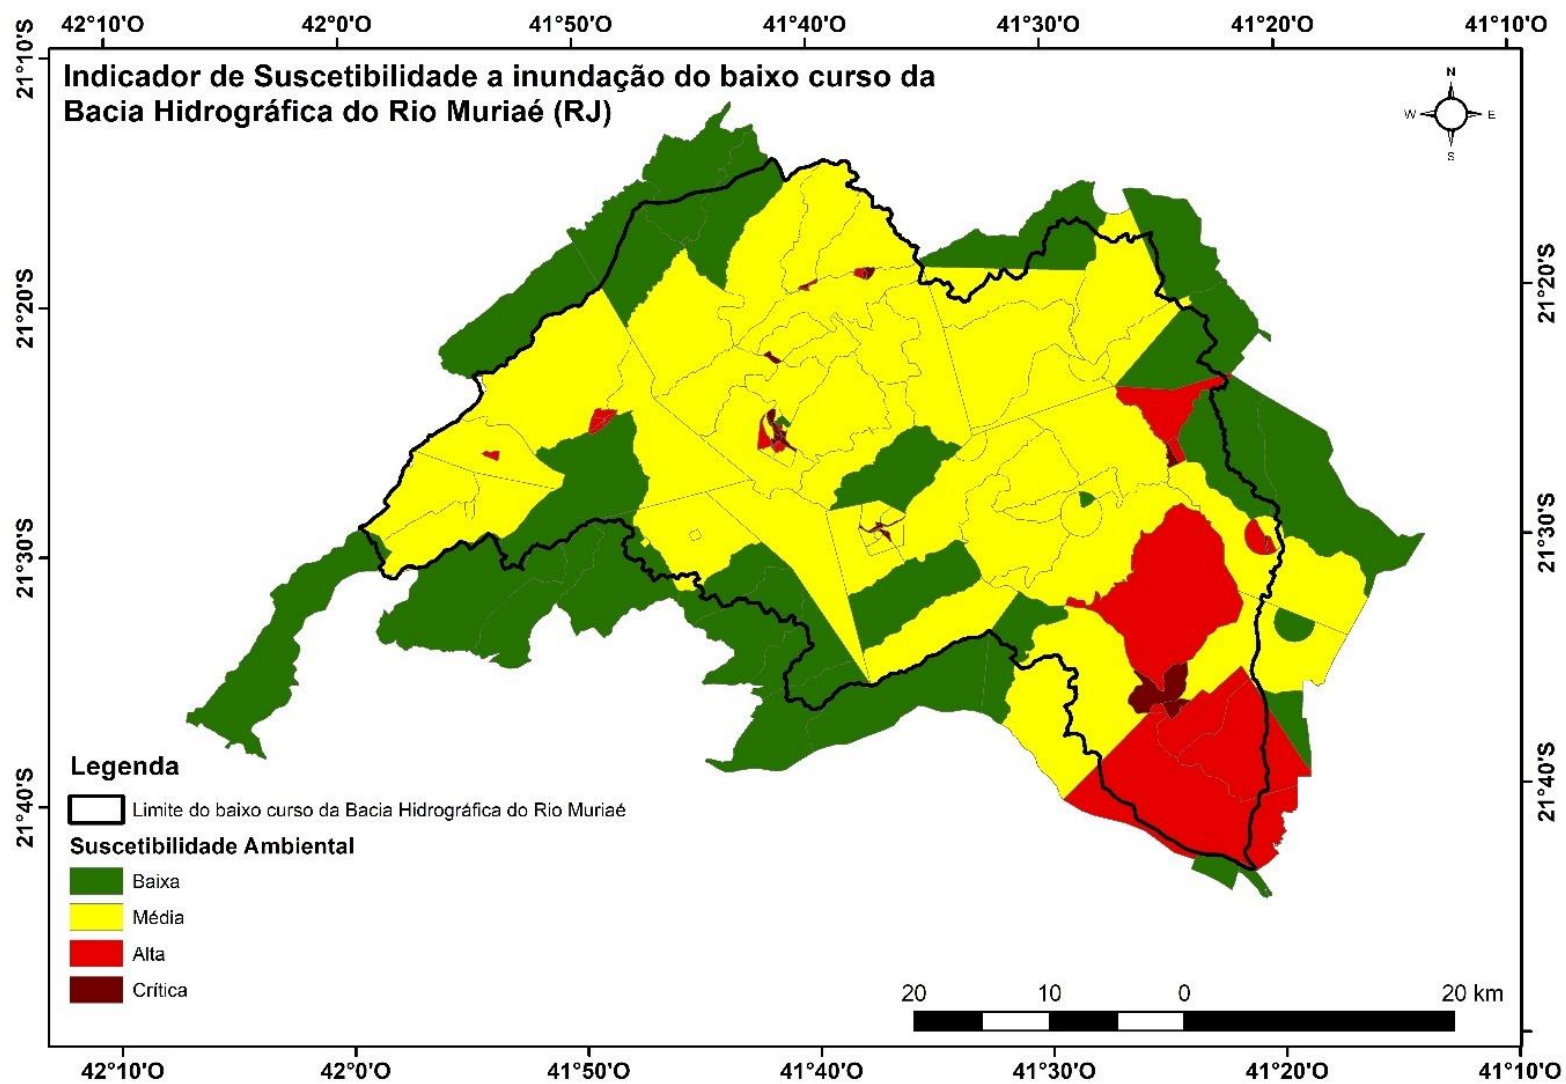 42°10'O 42°0'O 41°50'O 41°40'O 41°30'O 41°20'O 41°10'O
21°10'S
Indicador de Suscetibilidade a inundação do baixo curso da
Bacia Hidrográfica do Rio Muriaé (RJ)
N
W E
S
21°20'S 21°20'S
21°30'S 21°30'S
21°40'S 21°40'S
Legenda
Limite do baixo curso da Bacia Hidrográfica do Rio Muriaé
Suscetibilidade Ambiental
Baixa
Média
Alta
Crítica
20 10 0 20 km
42°10'O 42°0'O 41°50'O 41°40'O 41°30'O 41°20'O 41°10'O